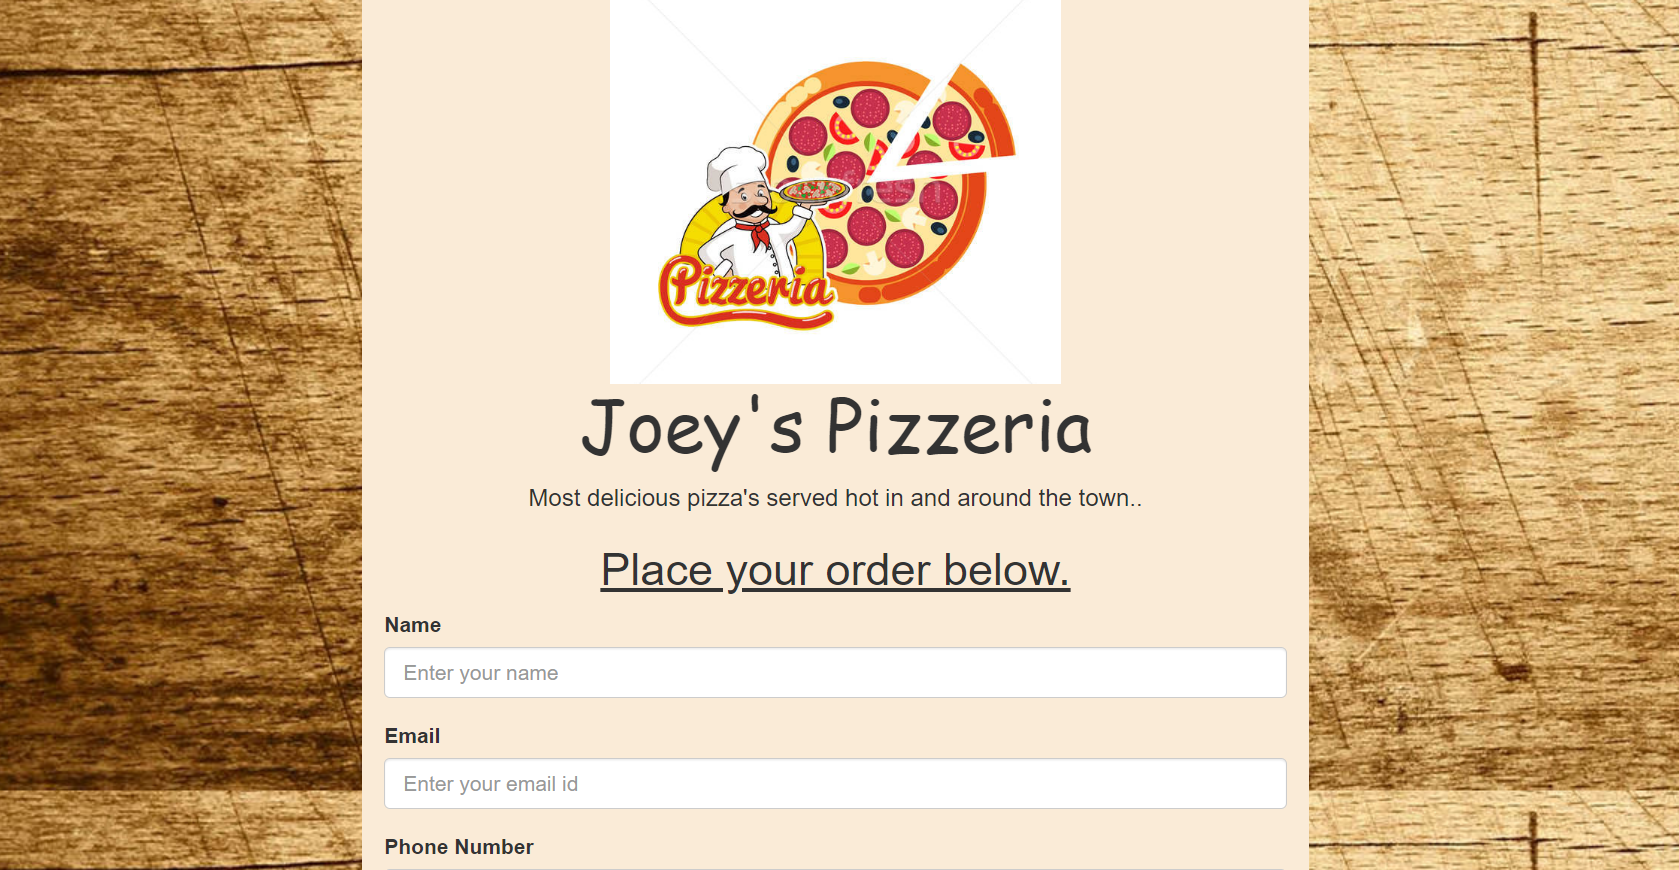 Pizzeria
Joey's Pizzeria
Most delicious pizza's served hot in and around the town..
Place your order below.
Name
Enter your name
Email
Enter your email id
Phone Number